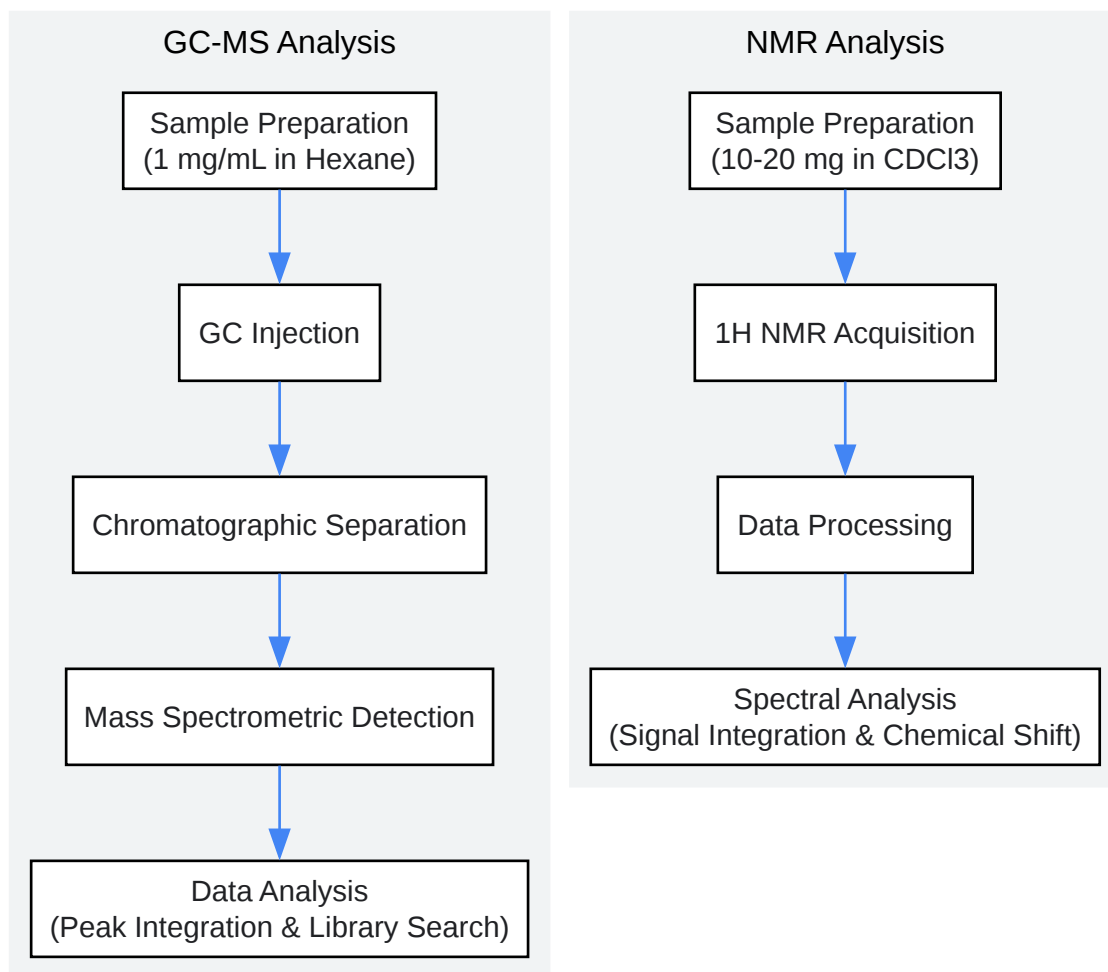 GC-MS Analysis
Sample Preparation
(1 mg/mL in Hexane)
GC Injection
Chromatographic Separation
Mass Spectrometric Detection
Data Analysis
(Peak Integration & Library Search)
NMR Analysis
Sample Preparation
(10-20 mg in CDCl3)
1H NMR Acquisition
Data Processing
Spectral Analysis
(Signal Integration & Chemical Shift)